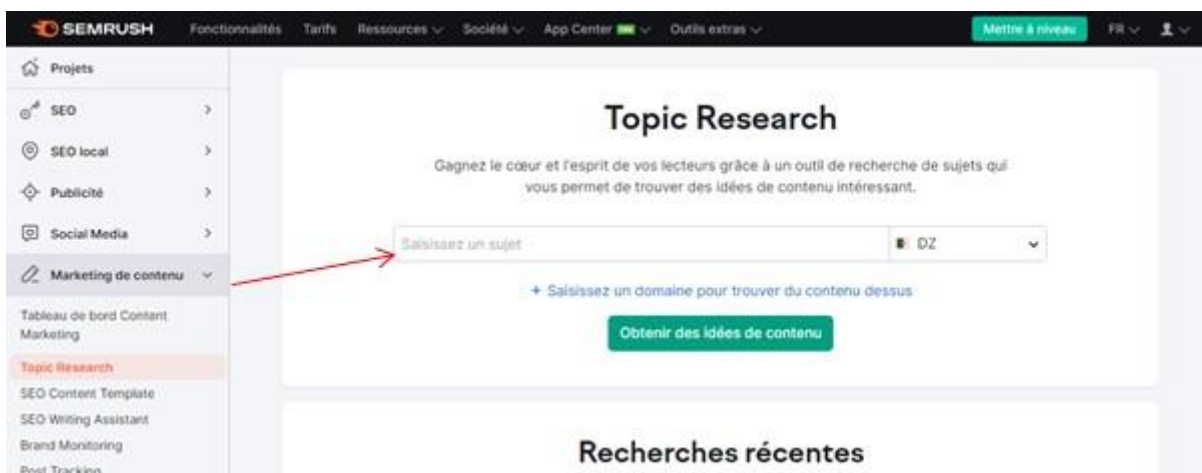 SEMRUSH Fonctionnalités Tarifs Ressources Société App Center Outils extras Mettre à niveau FR
Projets
SEO
SEO local
Publicité
Social Media
Marketing de contenu
Tableau de bord Content
Marketing
Topic Research
SEO Content Template
SEO Writing Assistant
Brand Monitoring
Post Tracking
Topic Research
Gagnez le cœur et l'esprit de vos lecteurs grâce à un outil de recherche de sujets qui
vous permet de trouver des idées de contenu intéressant.
Saisissez un sujet DZ
+ Saisissez un domaine pour trouver du contenu dessus
Obtenir des idées de contenu
Recherches récentes